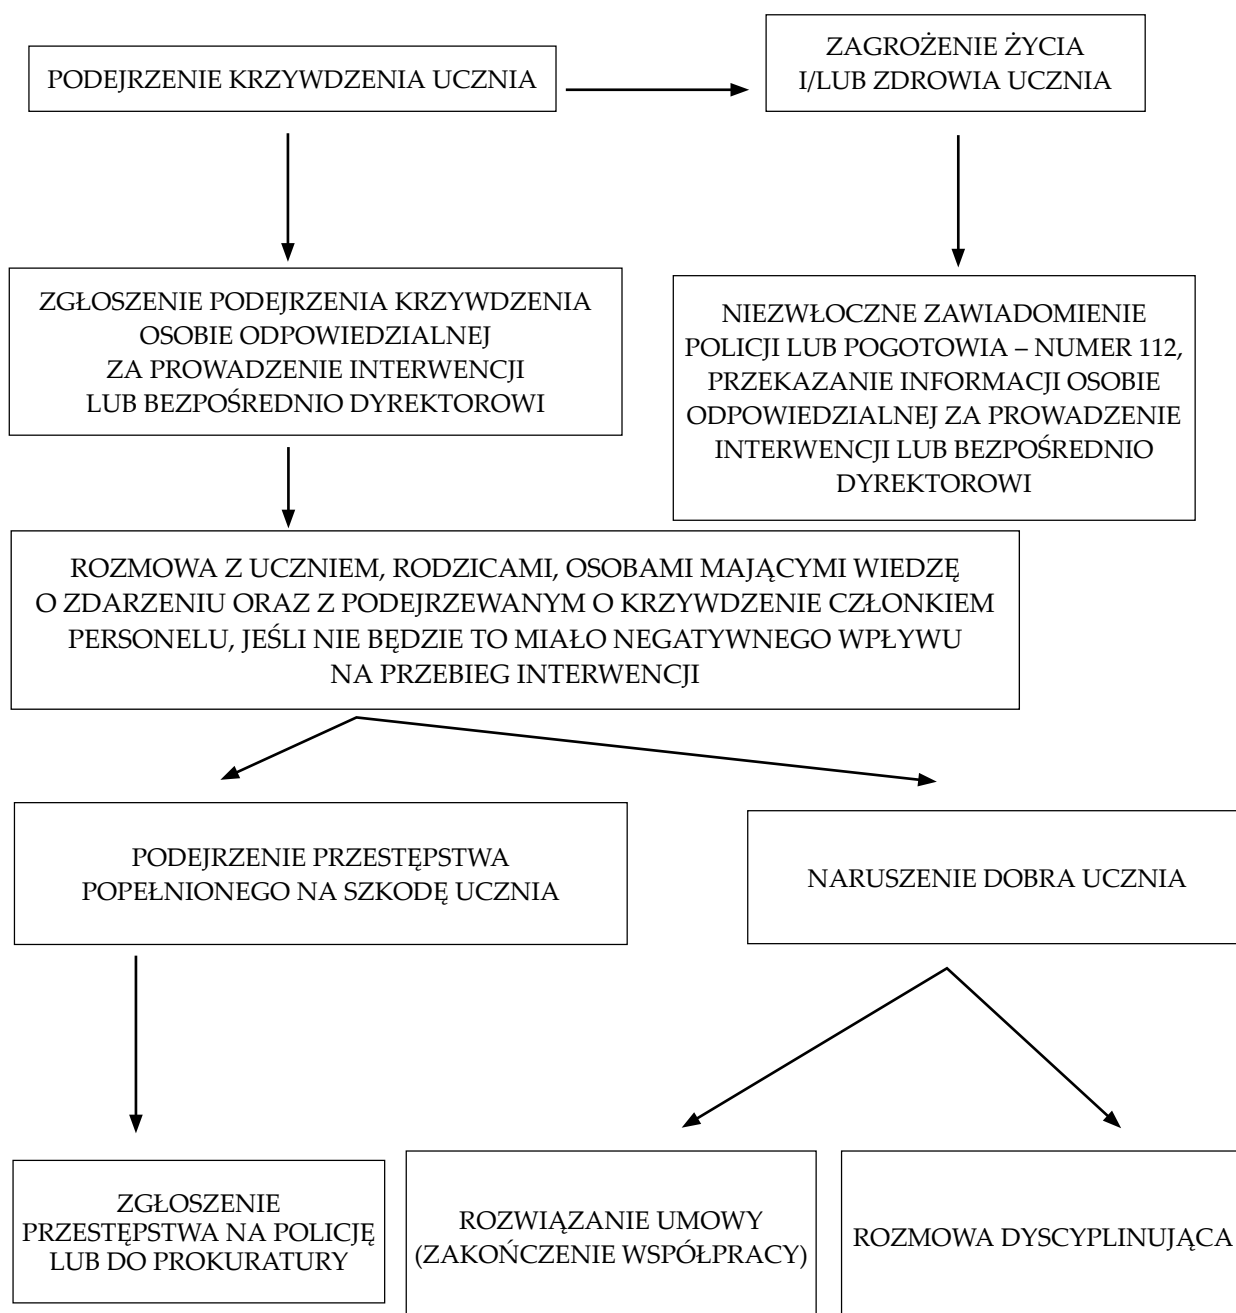 PODEJRZENIE KRZYWDZENIA UCZNIA
ZAGROŻENIE ŻYCIA
I/LUB ZDROWIA UCZNIA
ZGŁOSZENIE PODEJRZENIA KRZYWDZENIA
OSOBIE ODPOWIEDZIALNEJ
ZA PROWADZENIE INTERWENCJI
LUB BEZPOŚREDNIO DYREKTOROWI
NIEZWŁOCZNE ZAWIADOMIENIE
POLICJI LUB POGOTOWIA – NUMER 112,
PRZEKAZANIE INFORMACJI OSOBIE
ODPOWIEDZIALNEJ ZA PROWADZENIE
INTERWENCJI LUB BEZPOŚREDNIO
DYREKTOROWI
ROZMOWA Z UCZNIEM, RODZICAMI, OSOBAMI MAJĄCYMI WIEDZĘ
O ZDARZENIU ORAZ Z PODEJRZEWANYM O KRZYWDZENIE CZŁONKIEM
PERSONELU, JEŚLI NIE BĘDZIE TO MIAŁO NEGATYWNEGO WPŁYWU
NA PRZEBIEG INTERWENCJI
PODEJRZENIE PRZESTĘPSTWA
POPEŁNIONEGO NA SZKODĘ UCZNIA
NARUSZENIE DOBRA UCZNIA
ZGŁOSZENIE
PRZESTĘPSTWA NA POLICJĘ
LUB DO PROKURATURY
ROZWIĄZANIE UMOWY
(ZAKOŃCZENIE WSPÓŁPRACY)
ROZMOWA DYSCYPLINUJĄCA